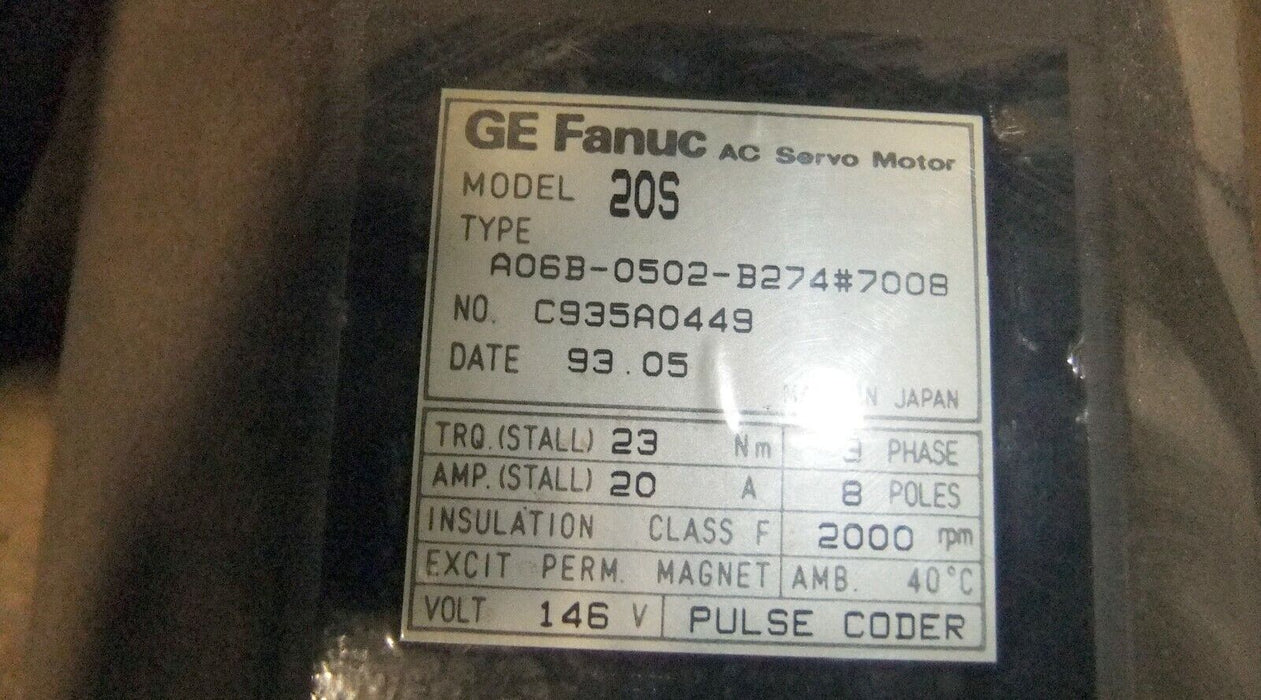 GE Fanuc AC Servo Motor
MODEL 20S
TYPE
A06B-0502-B274#7008
NO. C935A0449
DATE 93.05
IN JAPAN
TRQ.(STALL) 23 Nm 3 PHASE
AMP.(STALL) 20 A 8 POLES
INSULATION CLASS F 2000 rpm
EXCIT PERM. MAGNET AMB. 40°C
VOLT 146 V PULSE CODER